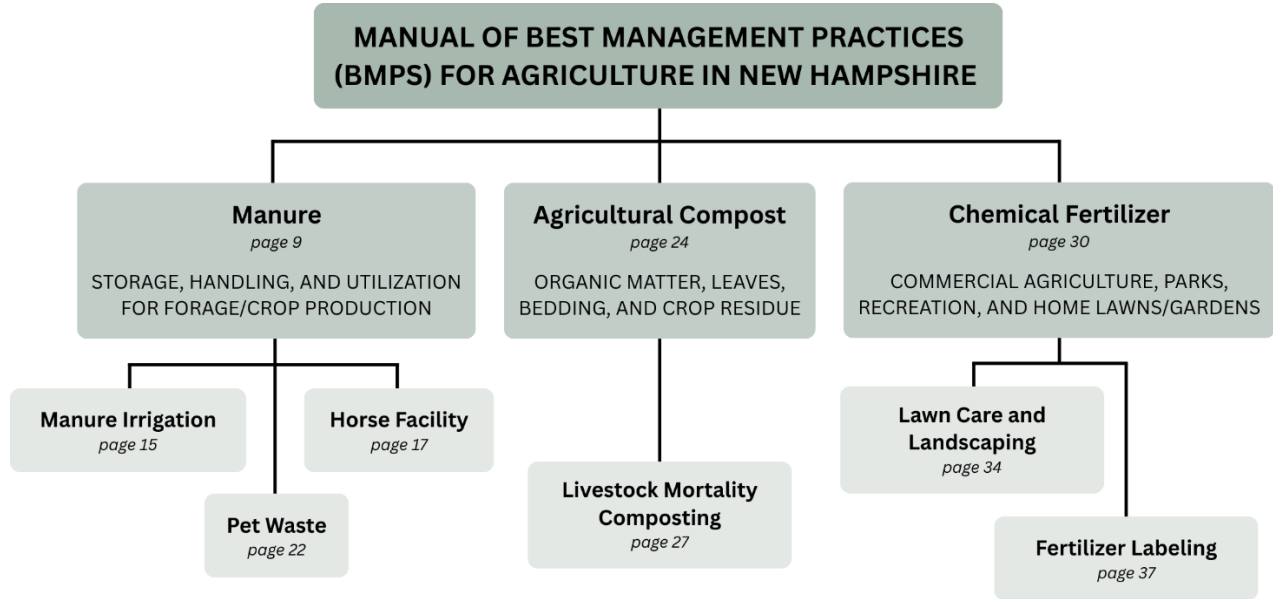 MANUAL OF BEST MANAGEMENT PRACTICES
(BMPS) FOR AGRICULTURE IN NEW HAMPSHIRE
Manure
page 9
STORAGE, HANDLING, AND UTILIZATION
FOR FORAGE/CROP PRODUCTION
Agricultural Compost
page 24
ORGANIC MATTER, LEAVES,
BEDDING, AND CROP RESIDUE
Chemical Fertilizer
page 30
COMMERCIAL AGRICULTURE, PARKS,
RECREATION, AND HOME LAWNS/GARDENS
Manure Irrigation
page 15
Horse Facility
page 17
Pet Waste
page 22
Livestock Mortality
Composting
page 27
Lawn Care and
Landscaping
page 34
Fertilizer Labeling
page 37